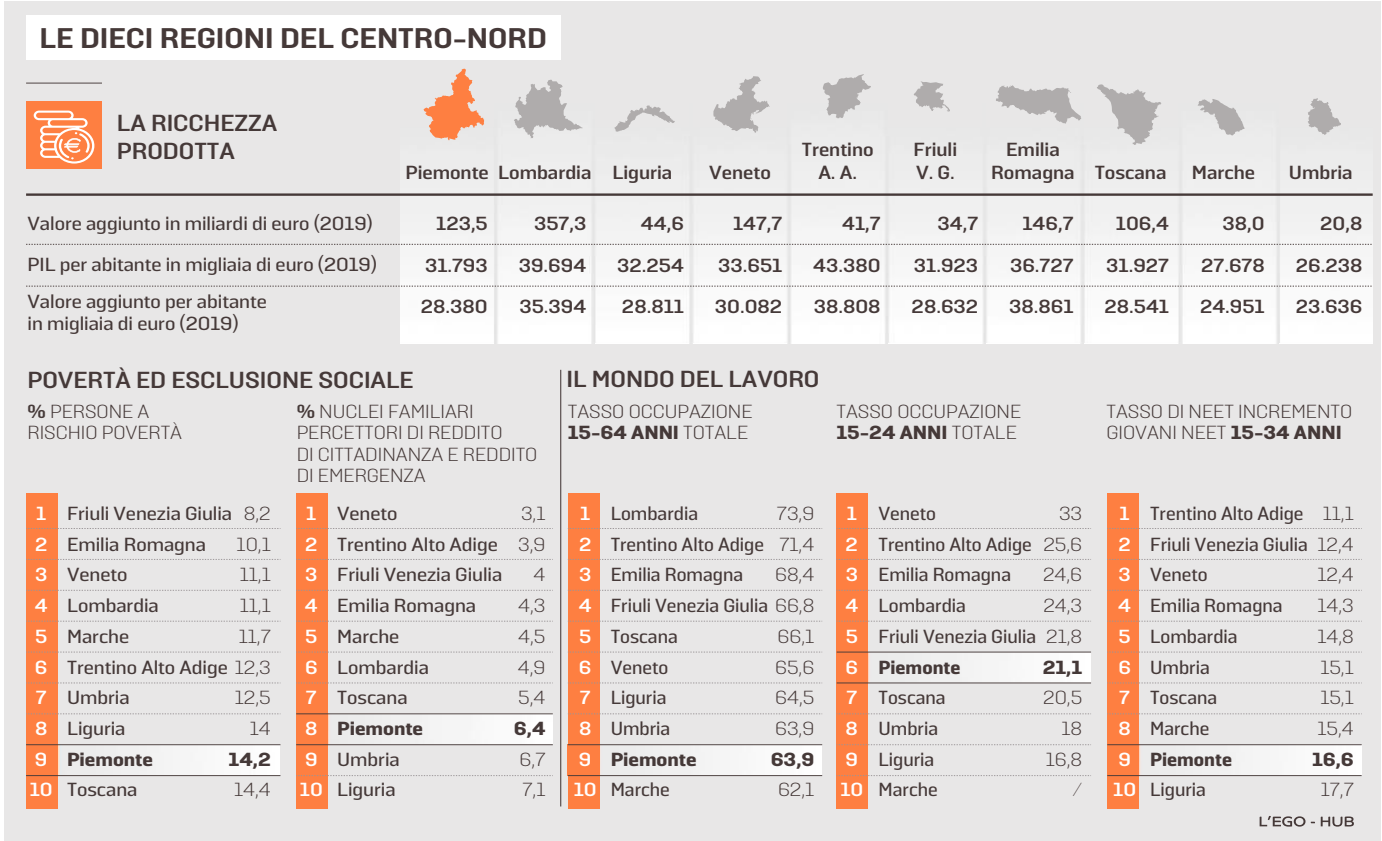 LE DIECI REGIONI DEL CENTRO-NORD
LA RICCHEZZA
PRODOTTA
Piemonte Lombardia Liguria Veneto Trentino A. A. Friuli V. G. Emilia Romagna Toscana Marche Umbria
Valore aggiunto in miliardi di euro (2019) 123,5 357,3 44,6 147,7 41,7 34,7 146,7 106,4 38,0 20,8
PIL per abitante in migliaia di euro (2019) 31.793 39.694 32.254 33.651 43.380 31.923 36.727 31.927 27.678 26.238
Valore aggiunto per abitante
in migliaia di euro (2019) 28.380 35.394 28.811 30.082 38.808 28.632 38.861 28.541 24.951 23.636
POVERTÀ ED ESCLUSIONE SOCIALE
% PERSONE A
RISCHIO POVERTÀ
1 Friuli Venezia Giulia 8,2
2 Emilia Romagna 10,1
3 Veneto 11,1
4 Lombardia 11,1
5 Marche 11,7
6 Trentino Alto Adige 12,3
7 Umbria 12,5
8 Liguria 14
9 Piemonte 14,2
10 Toscana 14,4
% NUCLEI FAMILIARI
PERCETTORI DI REDDITO
DI CITTADINANZA E REDDITO
DI EMERGENZA
1 Veneto 3,1
2 Trentino Alto Adige 3,9
3 Friuli Venezia Giulia 4
4 Emilia Romagna 4,3
5 Marche 4,5
6 Lombardia 4,9
7 Toscana 5,4
8 Piemonte 6,4
9 Umbria 6,7
10 Liguria 7,1
IL MONDO DEL LAVORO
TASSO OCCUPAZIONE
15-64 ANNI TOTALE
1 Lombardia 73,9
2 Trentino Alto Adige 71,4
3 Emilia Romagna 68,4
4 Friuli Venezia Giulia 66,8
5 Toscana 66,1
6 Veneto 65,6
7 Liguria 64,5
8 Umbria 63,9
9 Piemonte 63,9
10 Marche 62,1
TASSO OCCUPAZIONE
15-24 ANNI TOTALE
1 Veneto 33
2 Trentino Alto Adige 25,6
3 Emilia Romagna 24,6
4 Lombardia 24,3
5 Friuli Venezia Giulia 21,8
6 Piemonte 21,1
7 Toscana 20,5
8 Umbria 18
9 Liguria 16,8
10 Marche /
TASSO DI NEET INCREMENTO
GIOVANI NEET 15-34 ANNI
1 Trentino Alto Adige 11,1
2 Friuli Venezia Giulia 12,4
3 Veneto 12,4
4 Emilia Romagna 14,3
5 Lombardia 14,8
6 Umbria 15,1
7 Toscana 15,1
8 Marche 15,4
9 Piemonte 16,6
10 Liguria 17,7
L'EGO - HUB